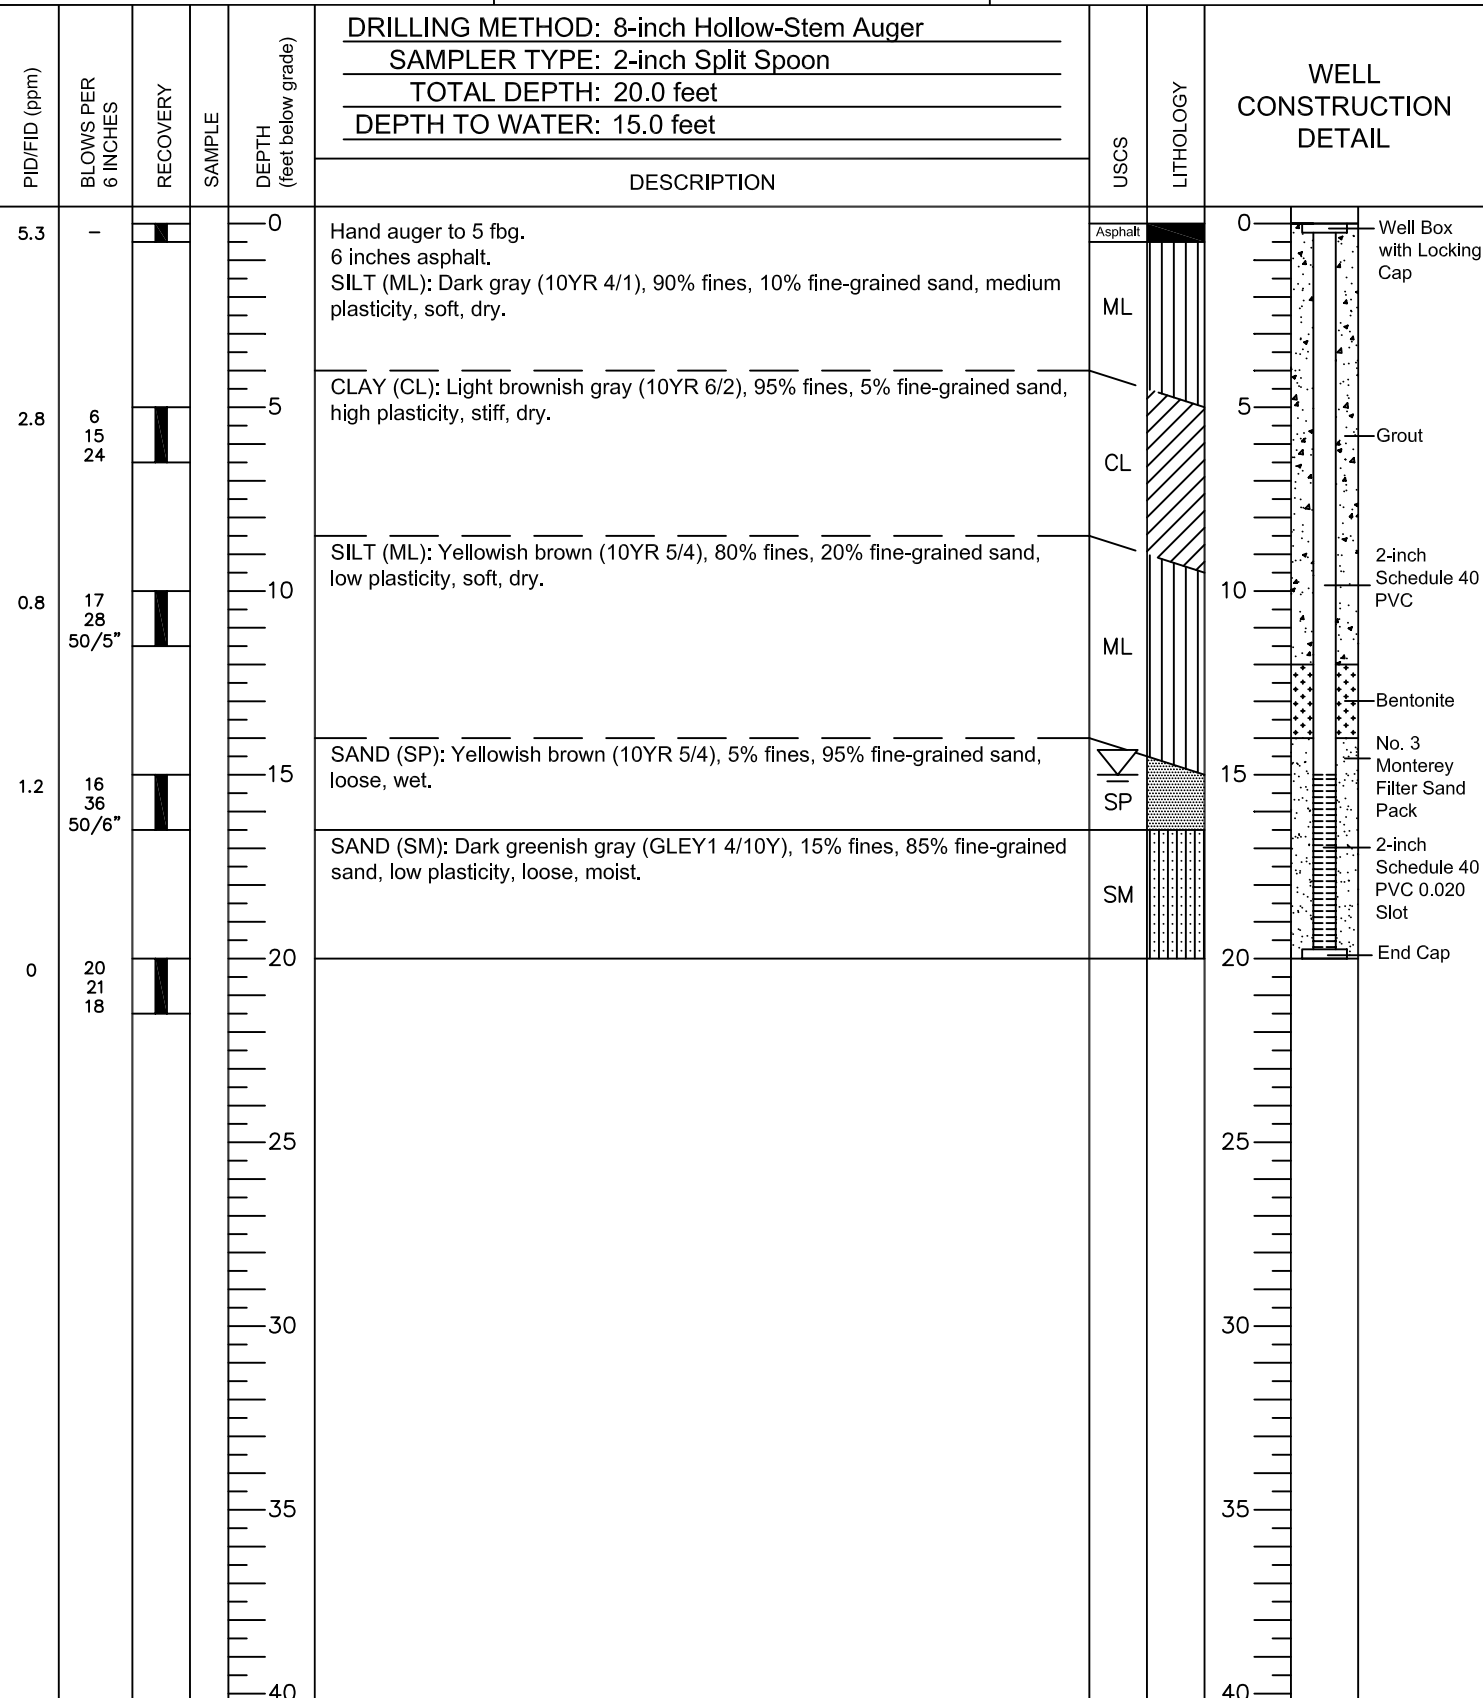 DRILLING METHOD: 8-inch Hollow-Stem Auger
SAMPLER TYPE: 2-inch Split Spoon
TOTAL DEPTH: 20.0 feet
DEPTH TO WATER: 15.0 feet
PID/FID (ppm)
BLOWS PER
6 INCHES
RECOVERY
SAMPLE
DEPTH
(feet below grade)
DESCRIPTION
USCS
LITHOLOGY
WELL
CONSTRUCTION
DETAIL
5.3
–
2.8
6
15
24
0.8
17
28
50/5"
1.2
16
36
50/6"
0
20
21
18
0
5
10
15
20
25
30
35
40
Hand auger to 5 fbg.
6 inches asphalt.
SILT (ML): Dark gray (10YR 4/1), 90% fines, 10% fine-grained sand, medium
plasticity, soft, dry.
CLAY (CL): Light brownish gray (10YR 6/2), 95% fines, 5% fine-grained sand,
high plasticity, stiff, dry.
SILT (ML): Yellowish brown (10YR 5/4), 80% fines, 20% fine-grained sand,
low plasticity, soft, dry.
SAND (SP): Yellowish brown (10YR 5/4), 5% fines, 95% fine-grained sand,
loose, wet.
SAND (SM): Dark greenish gray (GLEY1 4/10Y), 15% fines, 85% fine-grained
sand, low plasticity, loose, moist.
Asphalt
ML
CL
ML
SP
SM
0
5
10
15
20
25
30
35
40
Well Box
with Locking
Cap
Grout
2-inch
Schedule 40
PVC
Bentonite
No. 3
Monterey
Filter Sand
Pack
2-inch
Schedule 40
PVC 0.020
Slot
End Cap